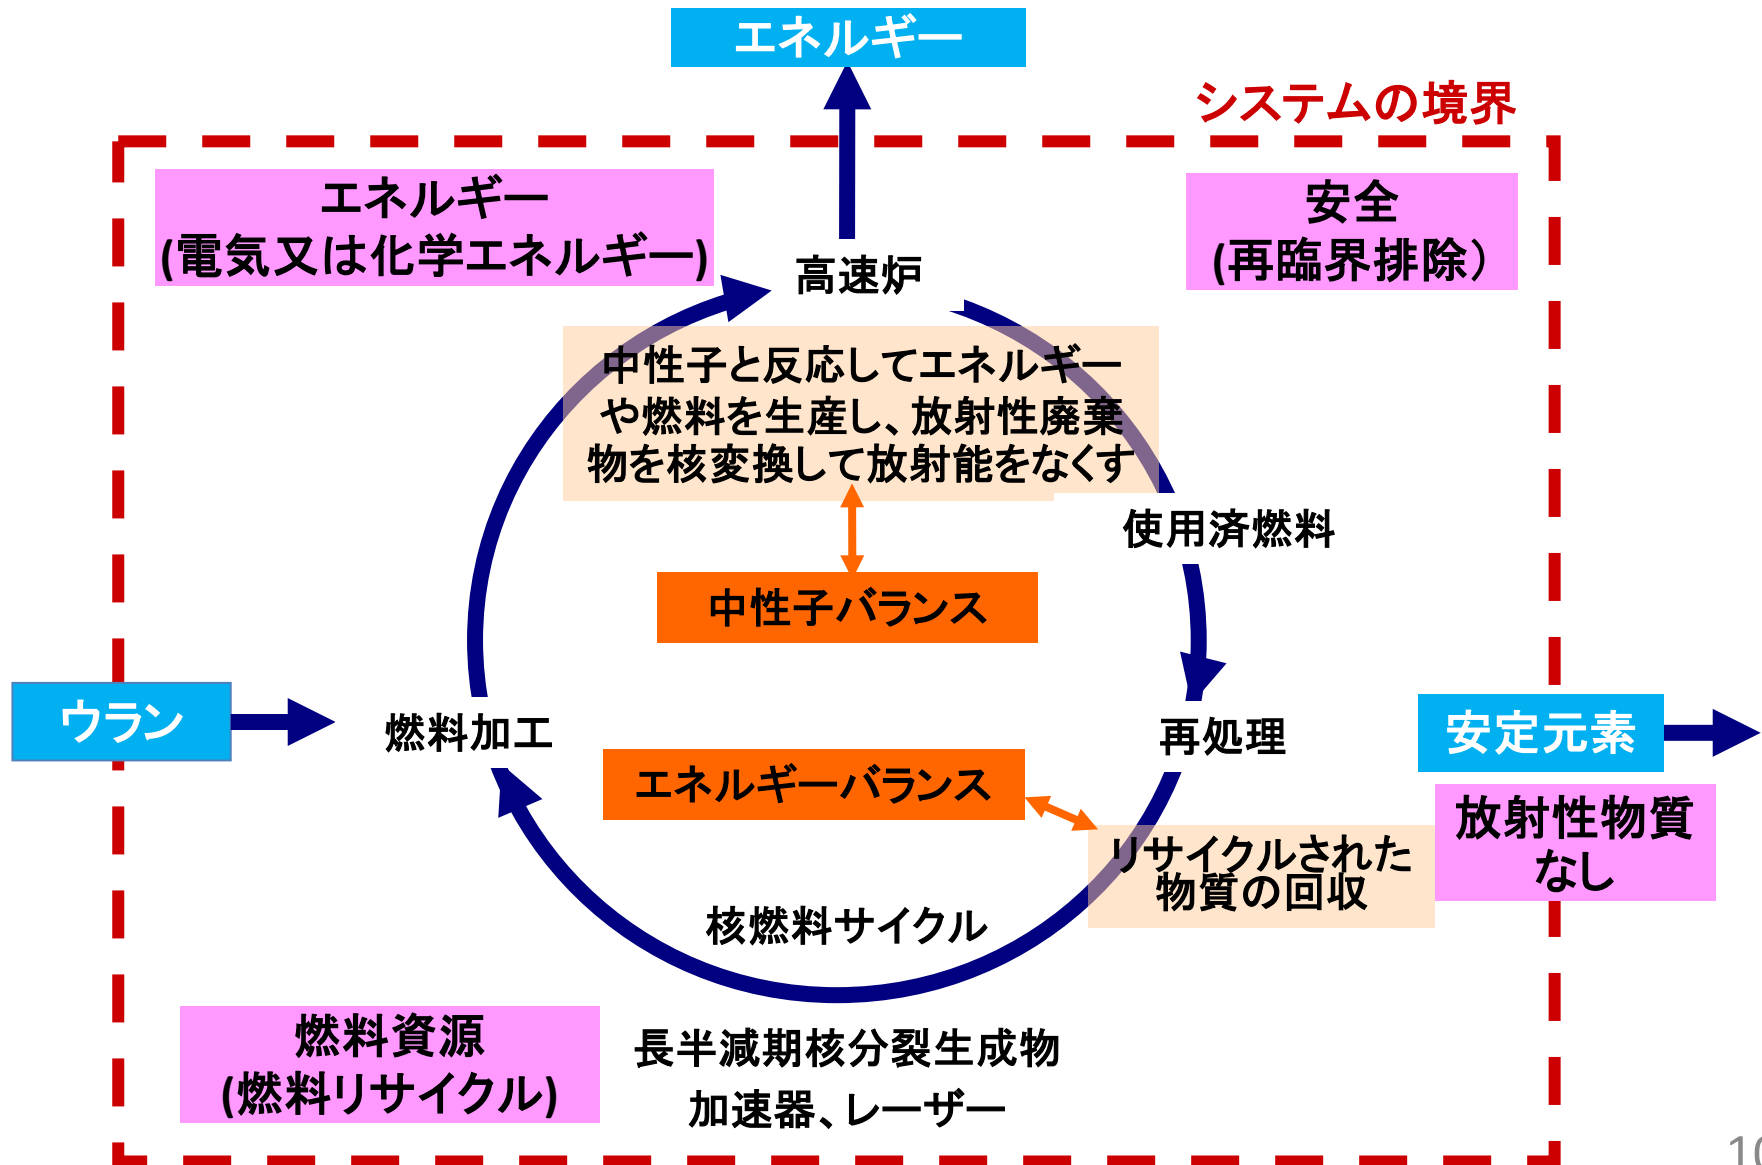 エネルギー
システムの境界
エネルギー
(電気又は化学エネルギー)
安全
(再臨界排除）
高速炉
中性子と反応してエネルギー
や燃料を生産し、放射性廃棄
物を核変換して放射能をなくす
使用済燃料
中性子バランス
ウラン
燃料加工
再処理
安定元素
エネルギーバランス
放射性物質
なし
リサイクルされた
物質の回収
核燃料サイクル
燃料資源
(燃料リサイクル)
長半減期核分裂生成物
加速器、レーザー